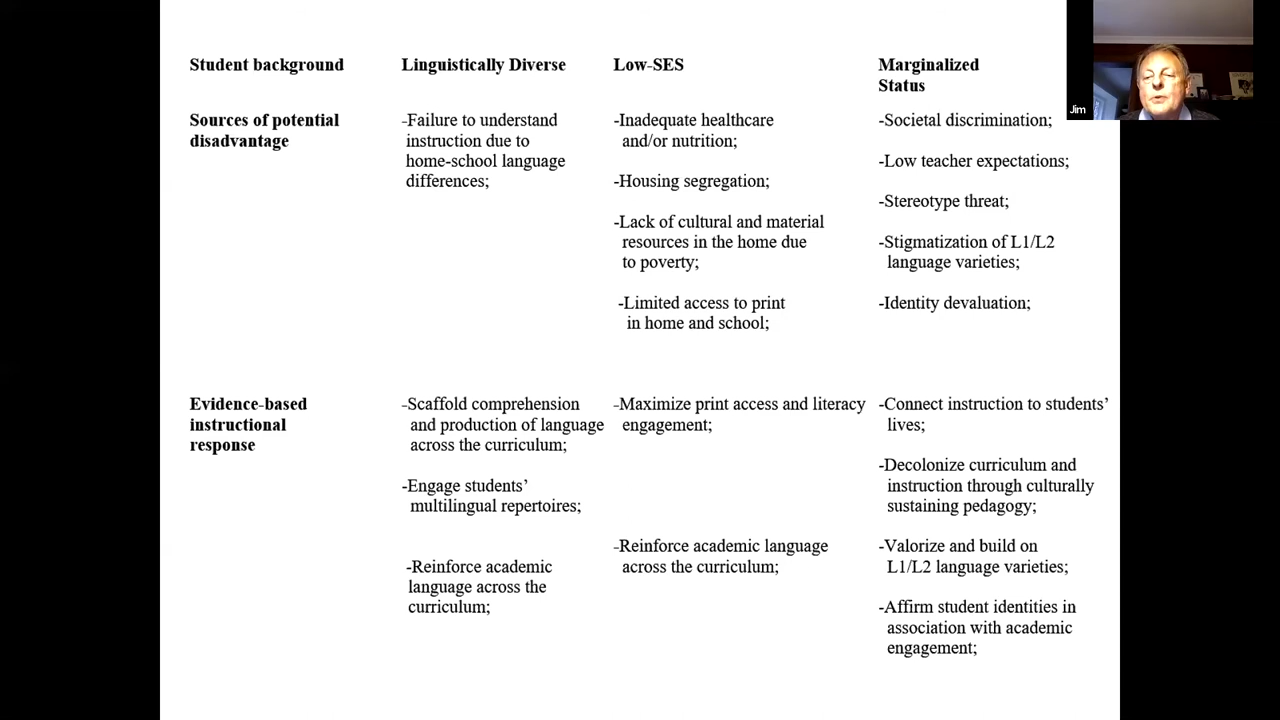 Student background
Linguistically Diverse
Low-SES
Marginalized
Status
Jim
Sources of potential
disadvantage
-Failure to understand
instruction due to
home-school language
differences;
-Inadequate healthcare
and/or nutrition;
-Housing segregation;
-Lack of cultural and material
resources in the home due
to poverty;
-Limited access to print
in home and school;
-Societal discrimination;
-Low teacher expectations;
-Stereotype threat;
-Stigmatization of L1/L2
language varieties;
-Identity devaluation;
Evidence-based
instructional
response
-Scaffold comprehension
and production of language
across the curriculum;
-Engage students’
multilingual repertoires;
-Reinforce academic
language across the
curriculum;
-Maximize print access and literacy
engagement;
-Reinforce academic language
across the curriculum;
-Connect instruction to students’
lives;
-Decolonize curriculum and
instruction through culturally
sustaining pedagogy;
-Valorize and build on
L1/L2 language varieties;
-Affirm student identities in
association with academic
engagement;